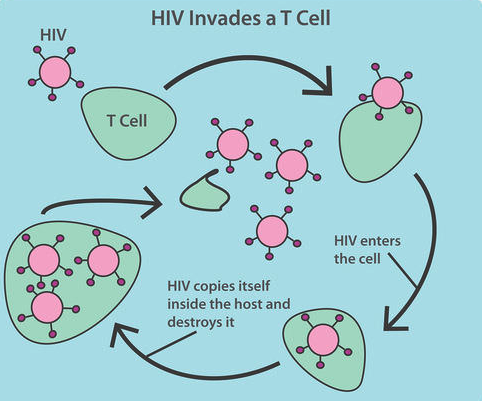 HIV Invades a T Cell
HIV
T Cell
HIV enters
the cell
HIV copies itself
inside the host and
destroys it